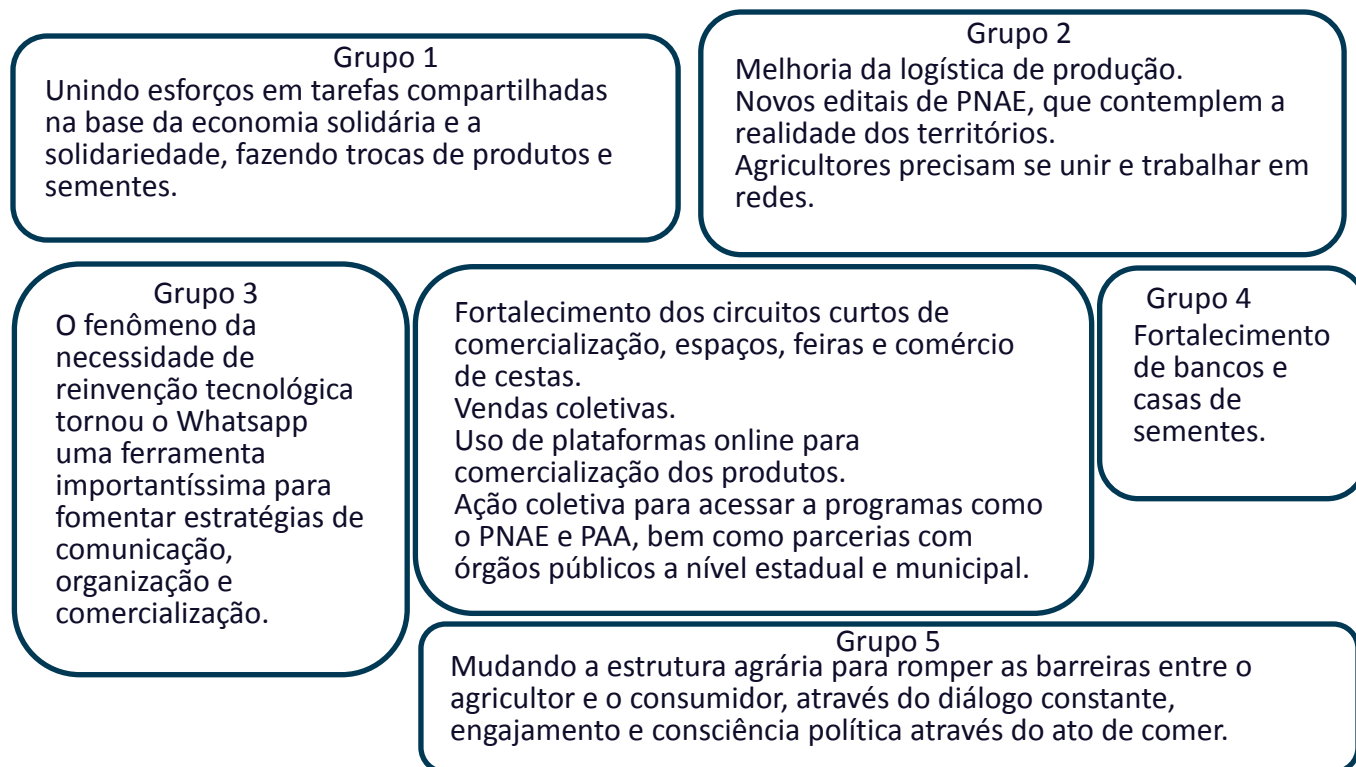 Grupo 1
Unindo esforços em tarefas compartilhadas
na base da economia solidária e a
solidariedade, fazendo trocas de produtos e
sementes.
Grupo 2
Melhoria da logística de produção.
Novos editais de PNAE, que contemplem a
realidade dos territórios.
Agricultores precisam se unir e trabalhar em
redes.
Grupo 3
O fenômeno da
necessidade de
reinvenção tecnológica
tornou o Whatsapp
uma ferramenta
importantíssima para
fomentar estratégias de
comunicação,
organização e
comercialização.
Fortalecimento dos circuitos curtos de
comercialização, espaços, feiras e comércio
de cestas.
Vendas coletivas.
Uso de plataformas online para
comercialização dos produtos.
Ação coletiva para acessar a programas como
o PNAE e PAA, bem como parcerias com
órgãos públicos a nível estadual e municipal.
Grupo 4
Fortalecimento
de bancos e
casas de
sementes.
Grupo 5
Mudando a estrutura agrária para romper as barreiras entre o
agricultor e o consumidor, através do diálogo constante,
engajamento e consciência política através do ato de comer.